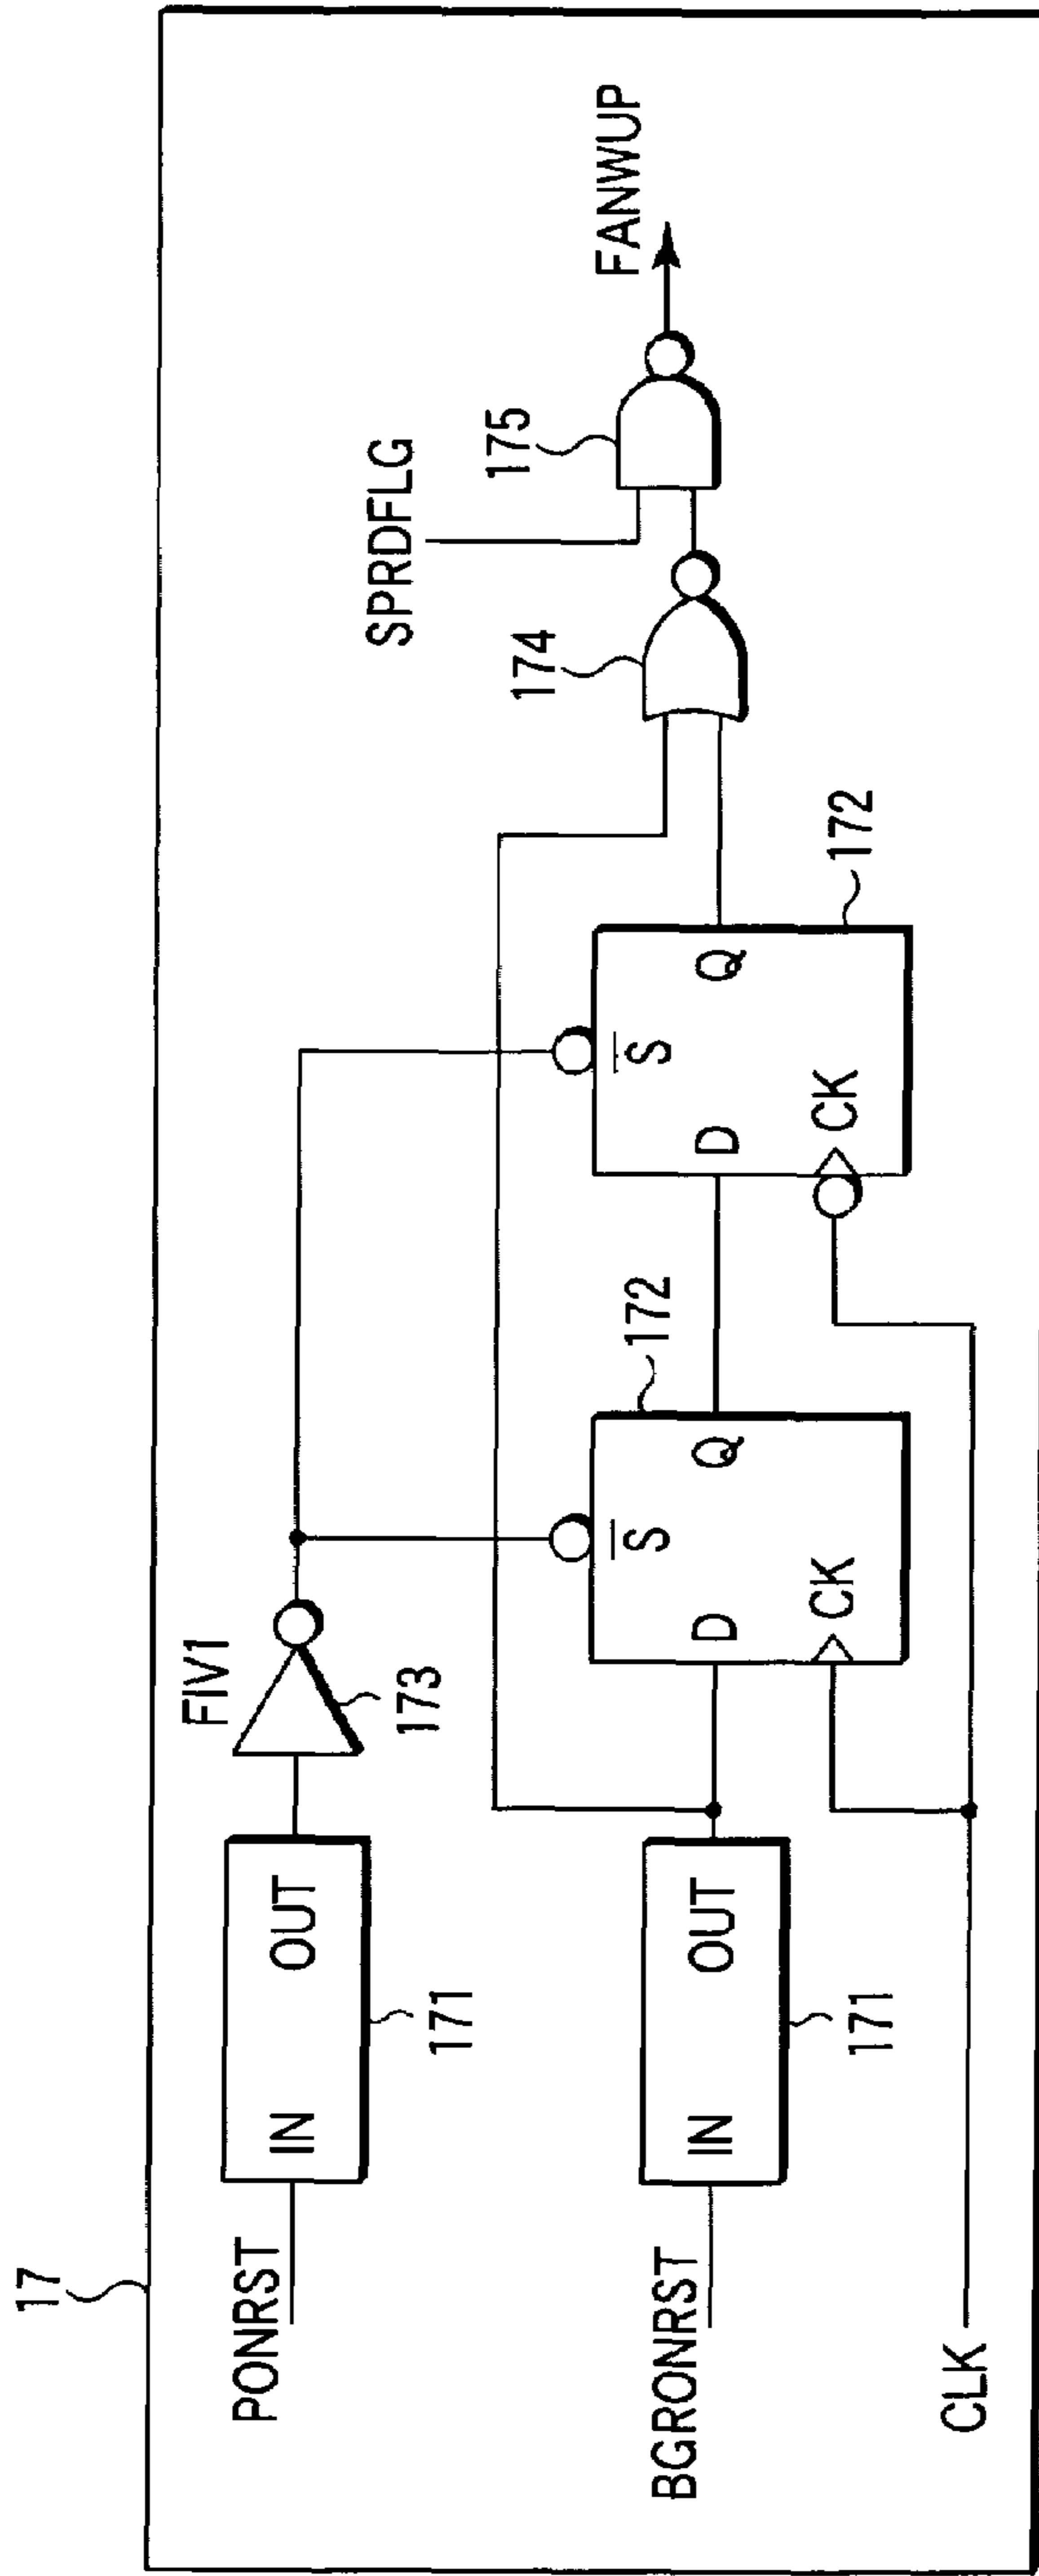 17
PONRST
IN OUT
171
FIV1
173
BGRONRST
IN OUT
171
CLK
D Q
S
CK
172
D Q
S
CK
172
174
SPRDFLG
175
FANWUP